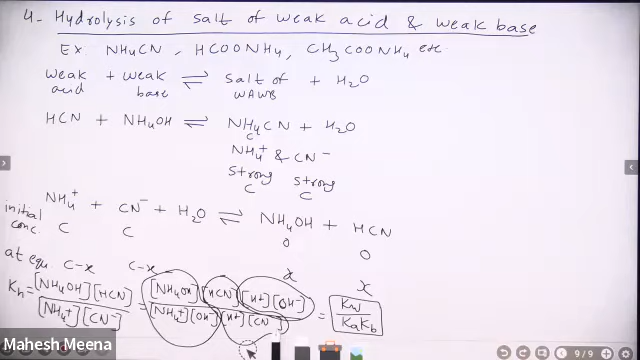 4. Hydrolysis of salt of weak acid & weak base
Ex NH4CN, HCOONH4, CH3COONH4 etc
weak acid + weak base ⇌ salt of WAWB + H2O
HCN + NH4OH ⇌ NH4CN + H2O
C
NH4+ & CN-
strong C strong C
NH4+ + CN- + H2O ⇌ NH4OH + HCN
initial conc. C C 0 0
at equ. C-x C-x x x
Kh = [NH4OH][HCN] / [NH4+][CN-] = [NH4OH] [HCN] [H+] [OH-] / [NH4+][OH-] [H+][CN-] = Kw / KaKb
Mahesh Meena
9 / 9